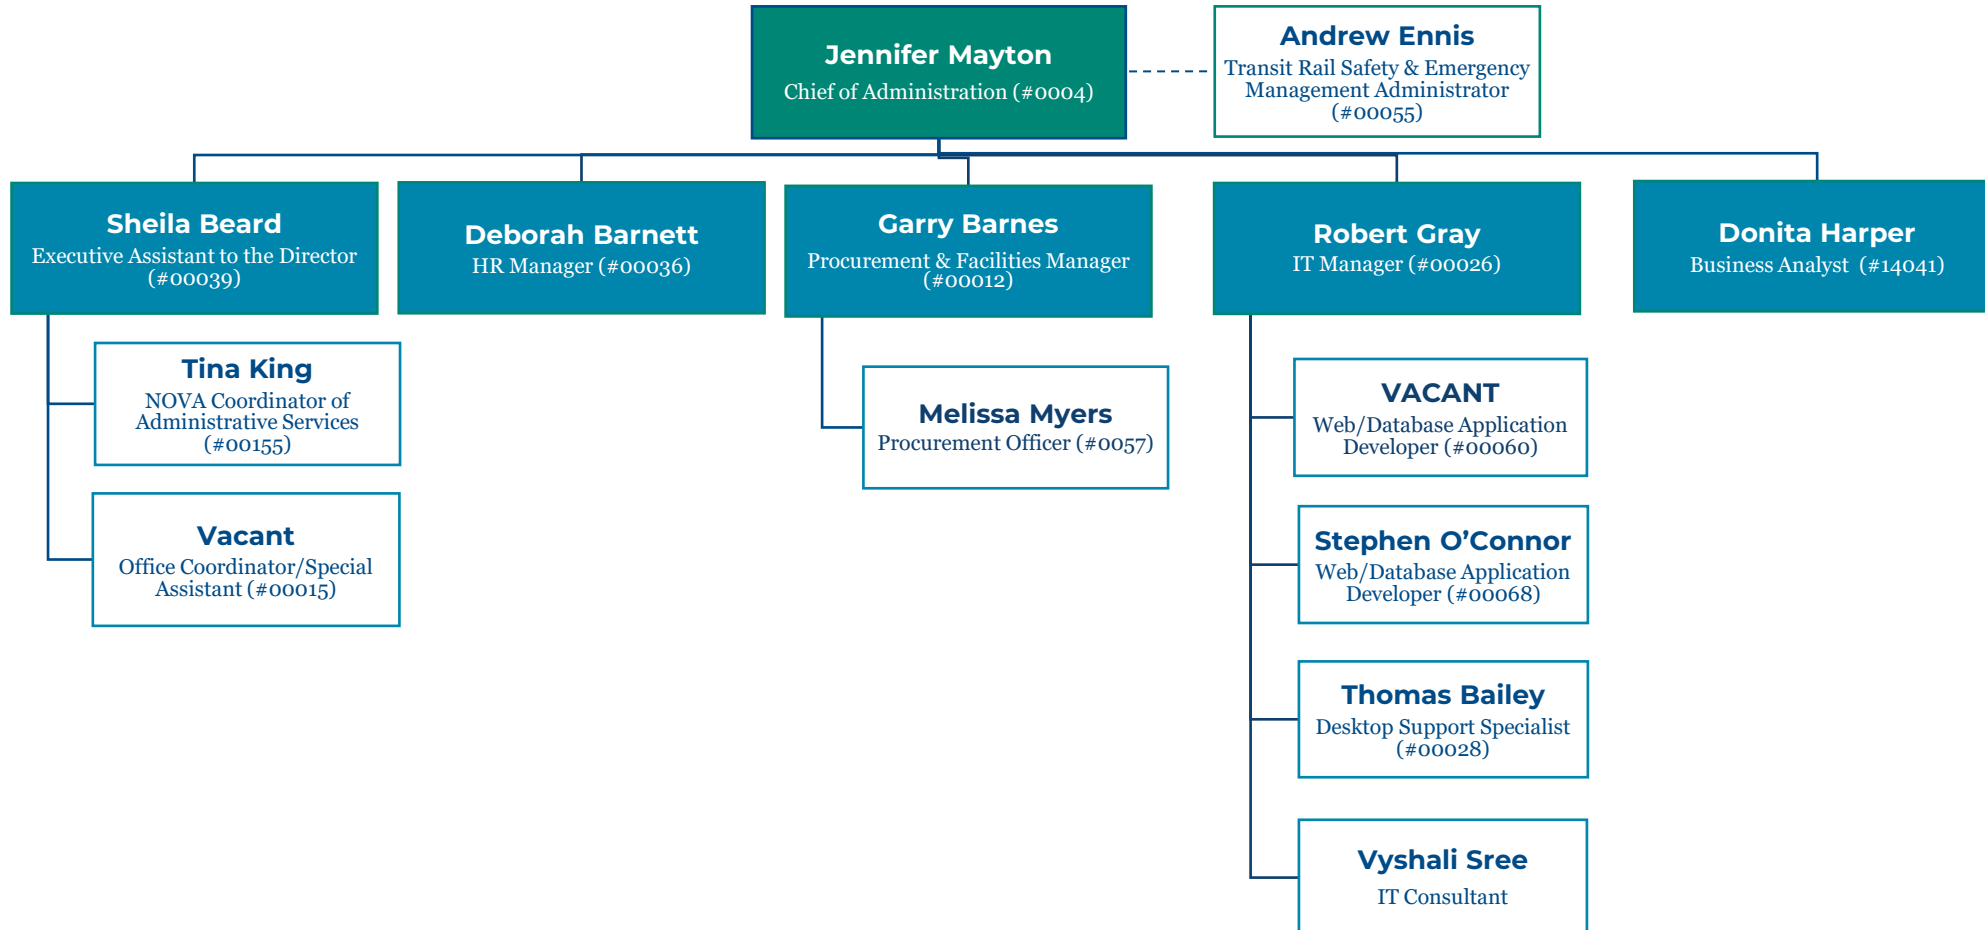 Jennifer Mayton
Chief of Administration (#0004)
Andrew Ennis
Transit Rail Safety & Emergency
Management Administrator
(#00055)
Sheila Beard
Executive Assistant to the Director
(#00039)
Deborah Barnett
HR Manager (#00036)
Garry Barnes
Procurement & Facilities Manager
(#00012)
Robert Gray
IT Manager (#00026)
Donita Harper
Business Analyst (#14041)
Tina King
NOVA Coordinator of
Administrative Services
(#00155)
Vacant
Office Coordinator/Special
Assistant (#00015)
Melissa Myers
Procurement Officer (#0057)
VACANT
Web/Database Application
Developer (#00060)
Stephen O’Connor
Web/Database Application
Developer (#00068)
Thomas Bailey
Desktop Support Specialist
(#00028)
Vyshali Sree
IT Consultant